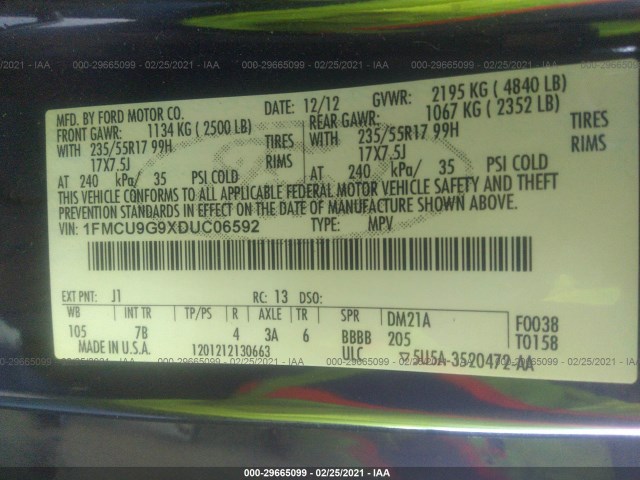 000-29665099 - 02/25/2021 - IAA
MFD. BY FORD MOTOR CO. DATE: 12/12 GVWR: 2195 KG ( 4840 LB)
FRONT GAWR: 1134 KG ( 2500 LB) REAR GAWR: 1067 KG ( 2352 LB)
WITH 235/55R17 99H TIRES WITH 235/55R17 99H TIRES
17X7.5J RIMS 17X7.5J RIMS
AT 240 kPa/ 35 PSI COLD AT 240 kPa/ 35 PSI COLD
THIS VEHICLE CONFORMS TO ALL APPLICABLE FEDERAL MOTOR VEHICLE SAFETY AND THEFT
PREVENTION STANDARDS IN EFFECT ON THE DATE OF MANUFACTURE SHOWN ABOVE.
VIN: 1FMCU9G9XDUC06592 TYPE: MPV
EXT PNT: J1 RC: 13 DSO:
WB INT TR TP/PS R AXLE TR SPR DM21A F0038
105 7B 4 3A 6 BBBB 205 T0158
MADE IN U.S.A. 1201212130663 ULC 5U5A-3520472-AA
000-29665099 - 02/25/2021 - IAA